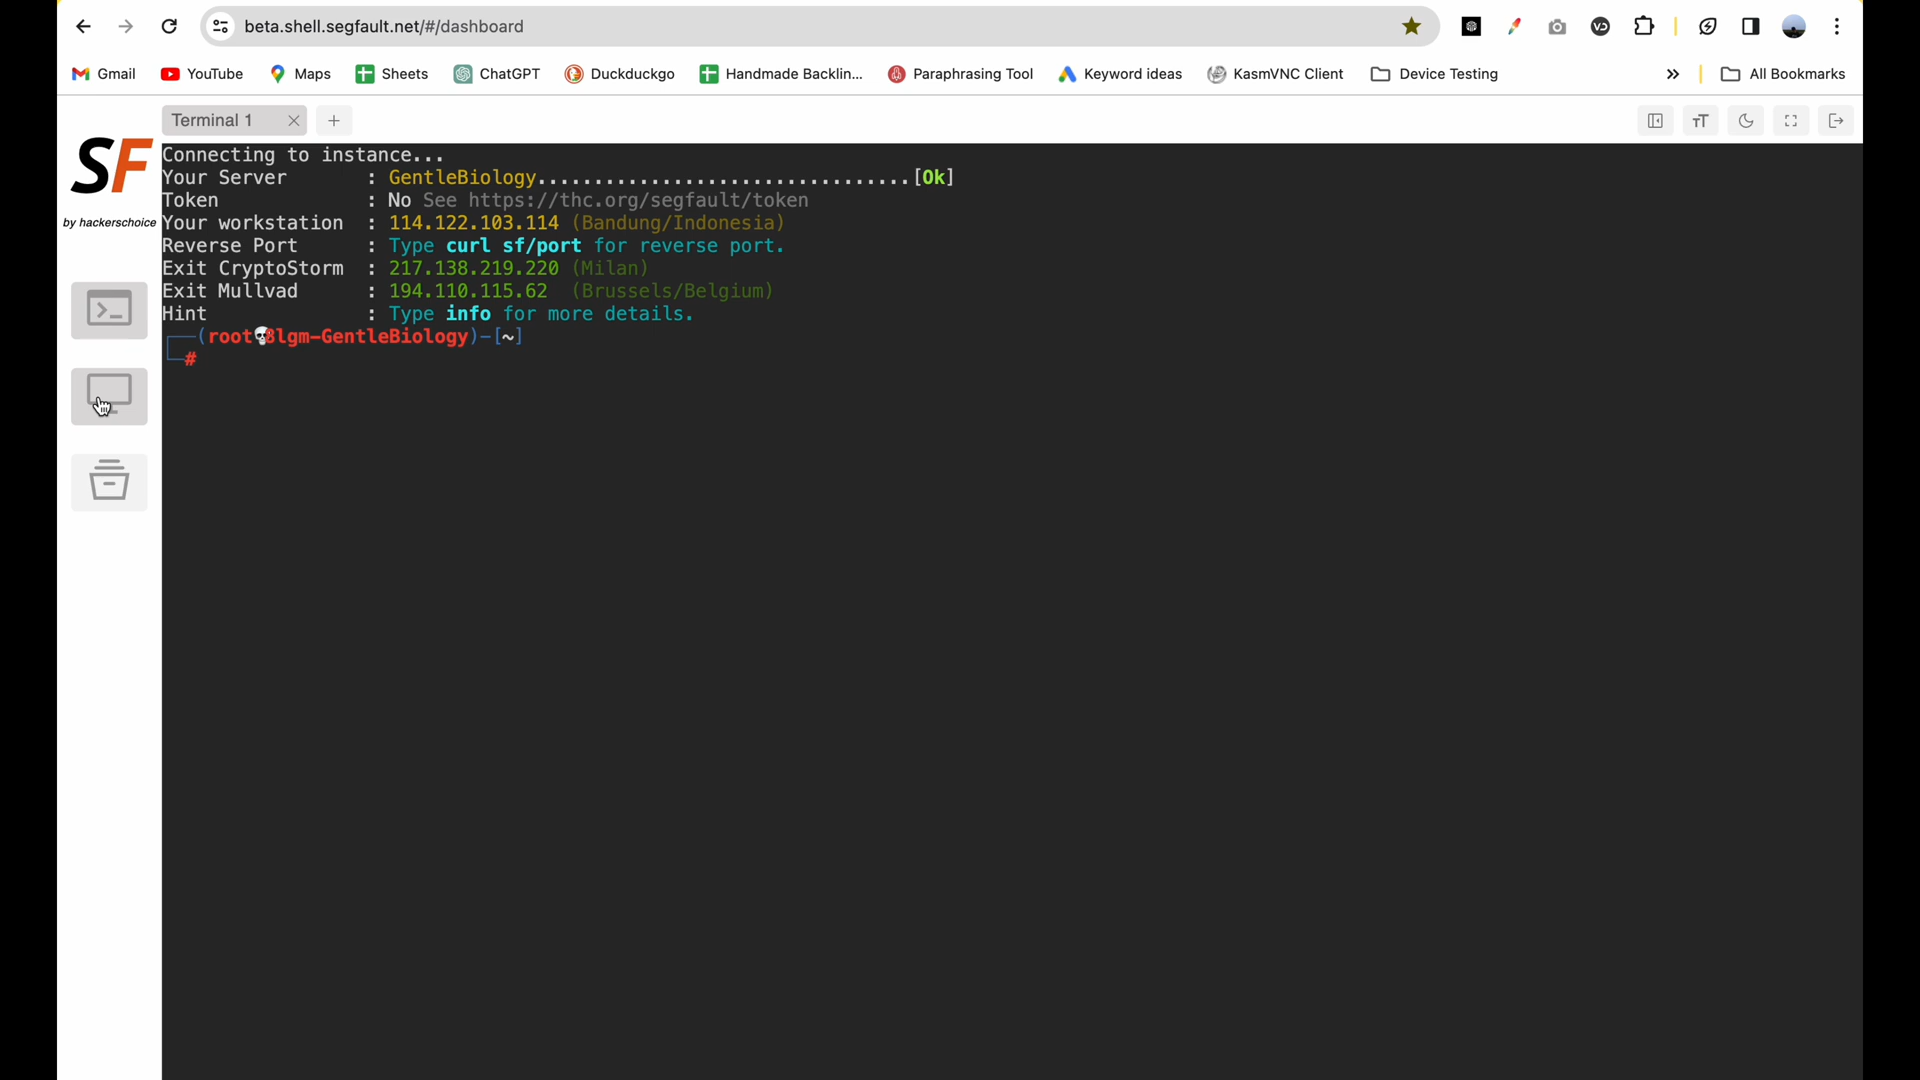 beta.shell.segfault.net/#/dashboard
Gmail YouTube Maps Sheets ChatGPT Duckduckgo Handmade Backlin... Paraphrasing Tool Keyword ideas KasmVNC Client Device Testing » All Bookmarks
Terminal 1
SF
by hackerschoice
Connecting to instance...
Your Server : GentleBiology.................................[Ok]
Token : No See https://thc.org/segfault/token
Your workstation : 114.122.103.114 (Bandung/Indonesia)
Reverse Port : Type curl sf/port for reverse port.
Exit CryptoStorm : 217.138.219.220 (Milan)
Exit Mullvad : 194.110.115.62 (Brussels/Belgium)
Hint : Type info for more details.
(root💀8lgm-GentleBiology)-[~]
#